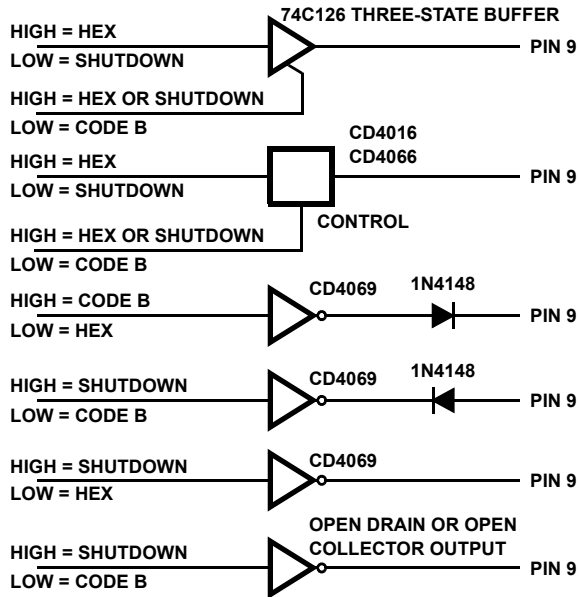 74C126 THREE-STATE BUFFER
HIGH = HEX
LOW = SHUTDOWN
PIN 9
HIGH = HEX OR SHUTDOWN
LOW = CODE B
CD4016
CD4066
HIGH = HEX
LOW = SHUTDOWN
PIN 9
CONTROL
HIGH = HEX OR SHUTDOWN
LOW = CODE B
CD4069
1N4148
HIGH = CODE B
LOW = HEX
PIN 9
CD4069
1N4148
HIGH = SHUTDOWN
LOW = CODE B
PIN 9
CD4069
HIGH = SHUTDOWN
LOW = HEX
PIN 9
OPEN DRAIN OR OPEN
COLLECTOR OUTPUT
HIGH = SHUTDOWN
LOW = CODE B
PIN 9